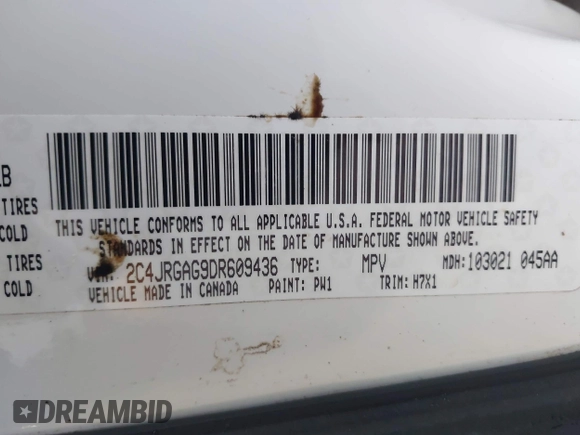 LB
TIRES
COLD
TIRES
COLD
THIS VEHICLE CONFORMS TO ALL APPLICABLE U.S.A. FEDERAL MOTOR VEHICLE SAFETY
STANDARDS IN EFFECT ON THE DATE OF MANUFACTURE SHOWN ABOVE.
VIN: 2C4JRGAG9DR609436 TYPE: MPV MDH: 103021 045AA
VEHICLE MADE IN CANADA PAINT: PW1 TRIM: H7X1
DREAMBID